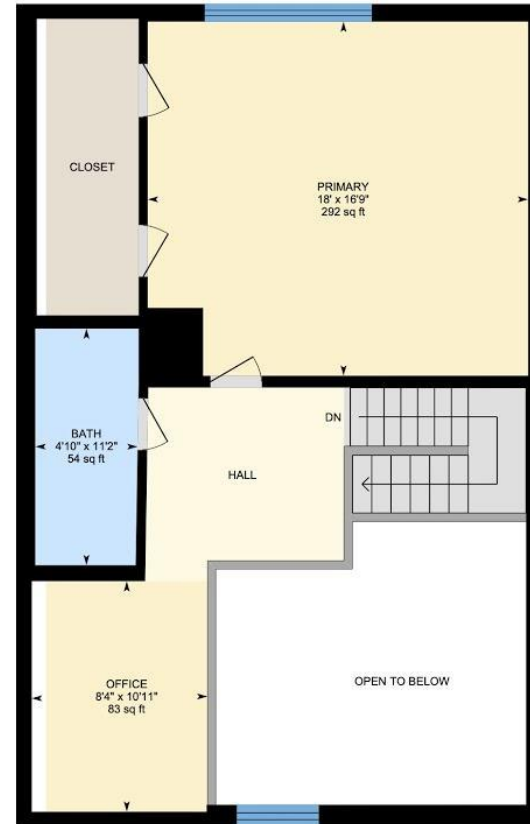 CLOSET
PRIMARY
18' x 16'9"
292 sq ft
BATH
4'10" x 11'2"
54 sq ft
DN
HALL
OFFICE
8'4" x 10'11"
83 sq ft
OPEN TO BELOW